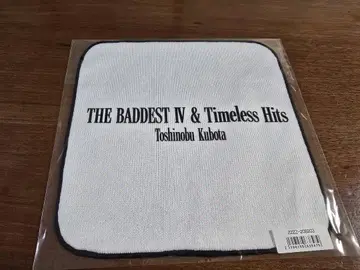 THE BADDEST IV & Timeless Hits
Toshinobu Kubota